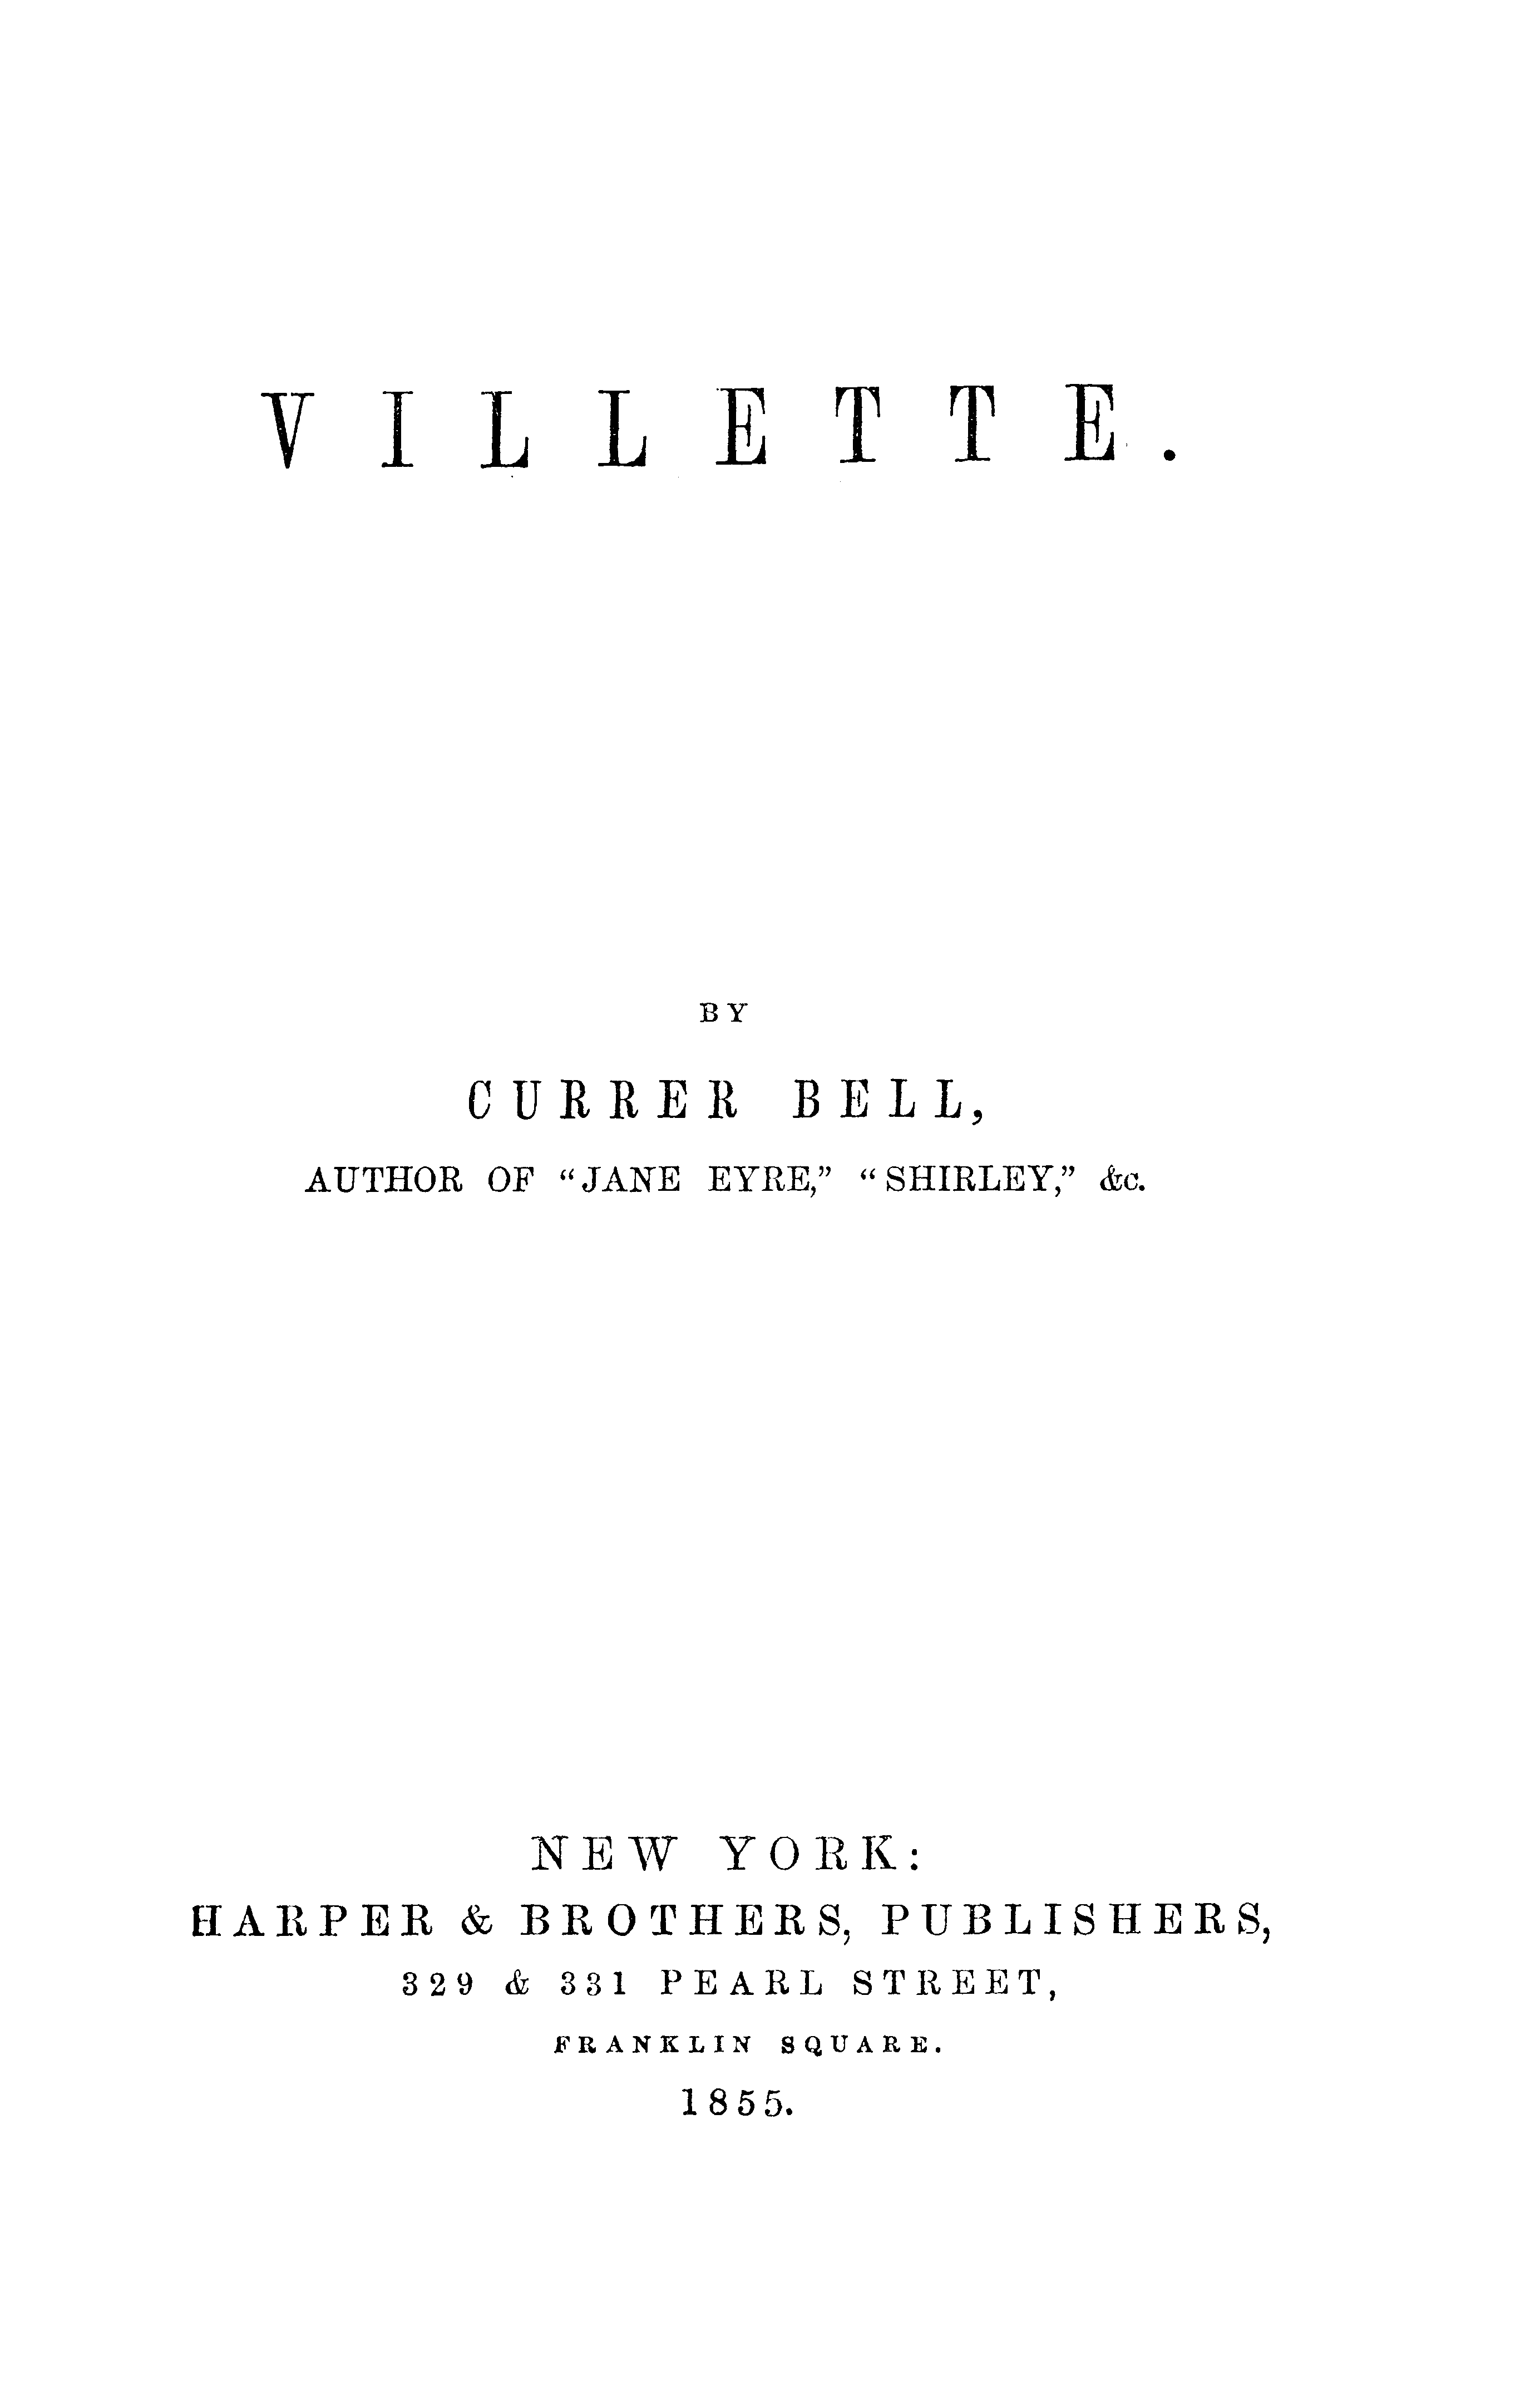 VILLETTE.
BY
CURRER BELL,
AUTHOR OF “JANE EYRE,” “SHIRLEY,” &c.
NEW YORK:
HARPER & BROTHERS, PUBLISHERS,
329 & 331 PEARL STREET,
FRANKLIN SQUARE.
1855.